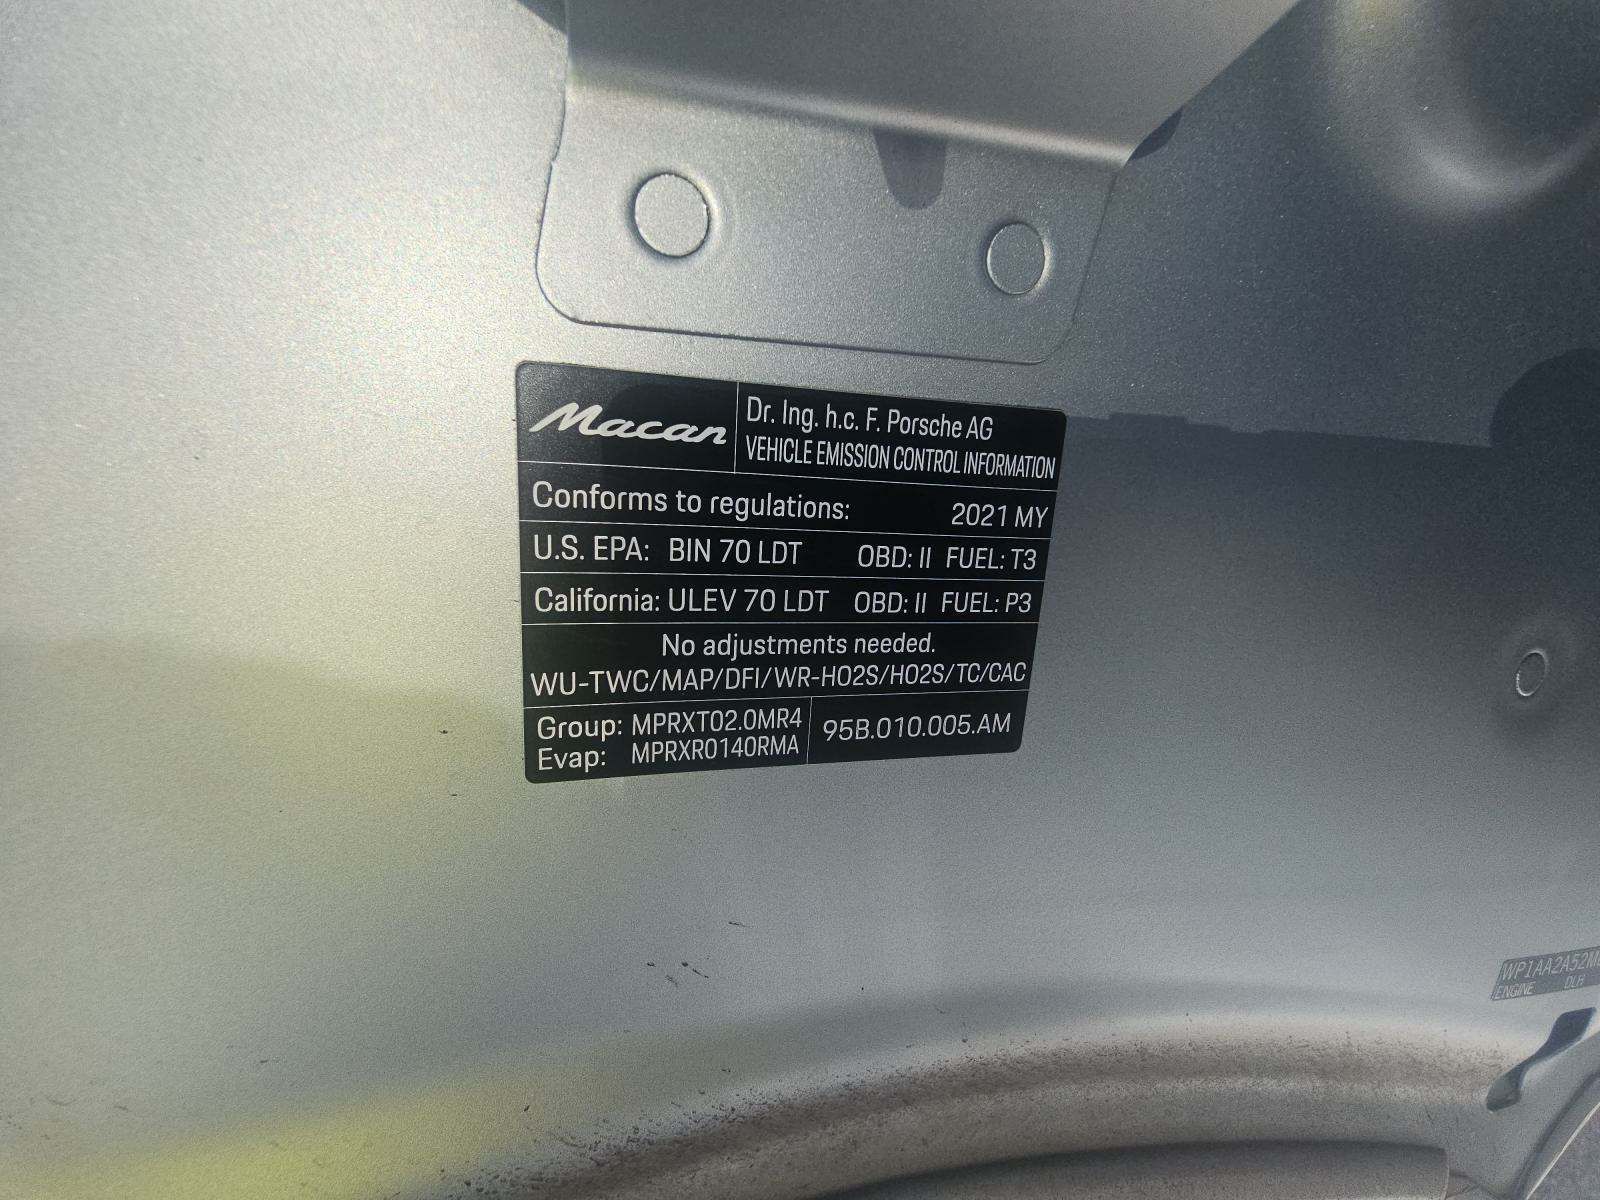 Macan
Dr. Ing. h.c. F. Porsche AG
VEHICLE EMISSION CONTROL INFORMATION
Conforms to regulations: 2021 MY
U.S. EPA: BIN 70 LDT OBD: II FUEL: T3
California: ULEV 70 LDT OBD: II FUEL: P3
No adjustments needed.
WU-TWC/MAP/DFI/WR-HO2S/HO2S/TC/CAC
Group: MPRXT02.0MR4
Evap: MPRXR0140RMA
95B.010.005.AM
WP1AA2A52M
ENGINE DLR